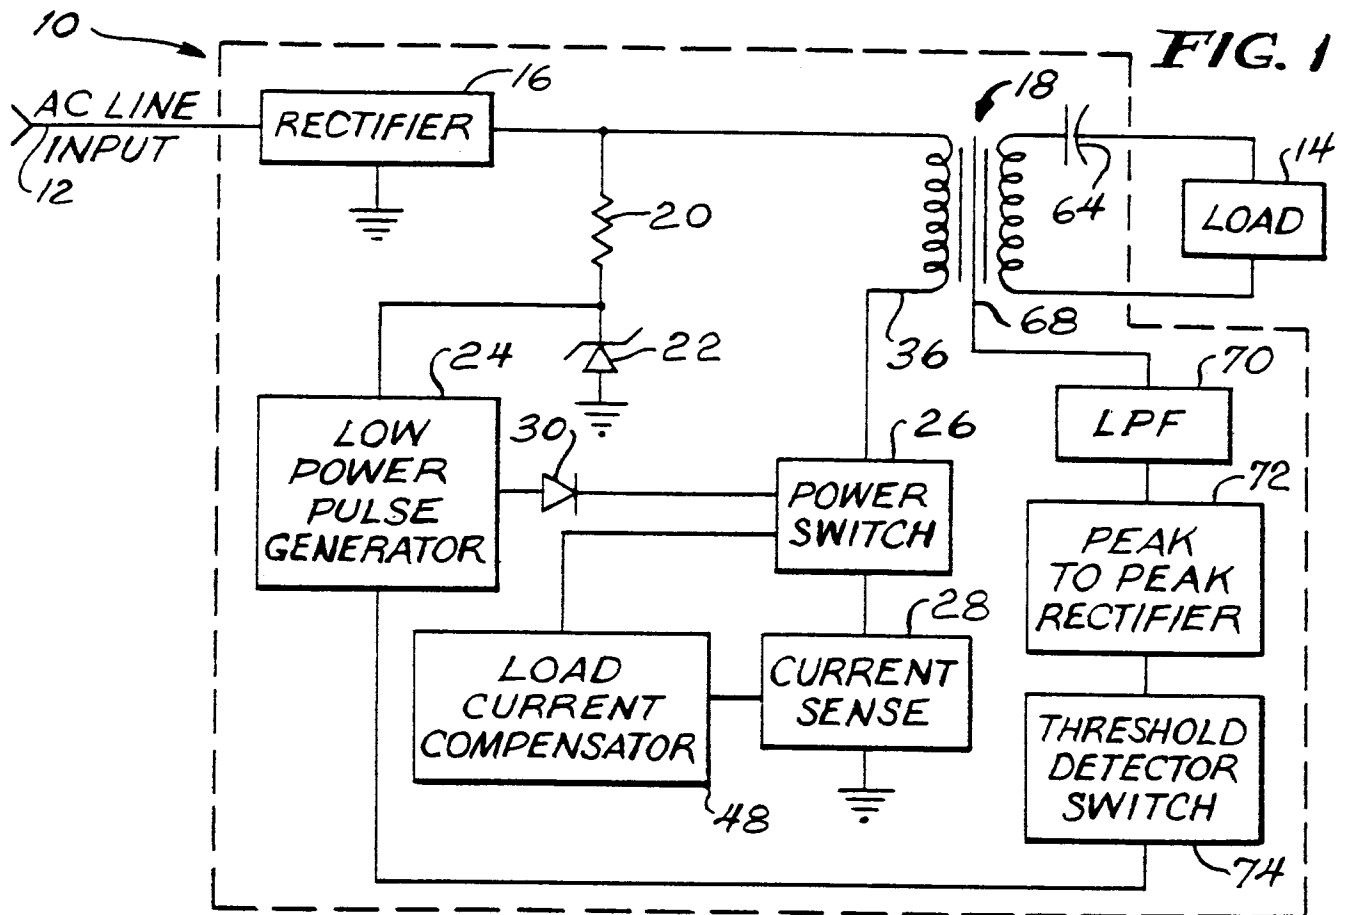 10
FIG. 1
AC LINE
INPUT
12
RECTIFIER
16
18
14
LOAD
64
20
22
36
68
24
LOW
POWER
PULSE
GENERATOR
30
26
POWER
SWITCH
70
LPF
72
PEAK
TO PEAK
RECTIFIER
28
CURRENT
SENSE
LOAD
CURRENT
COMPENSATOR
48
THRESHOLD
DETECTOR
SWITCH
74